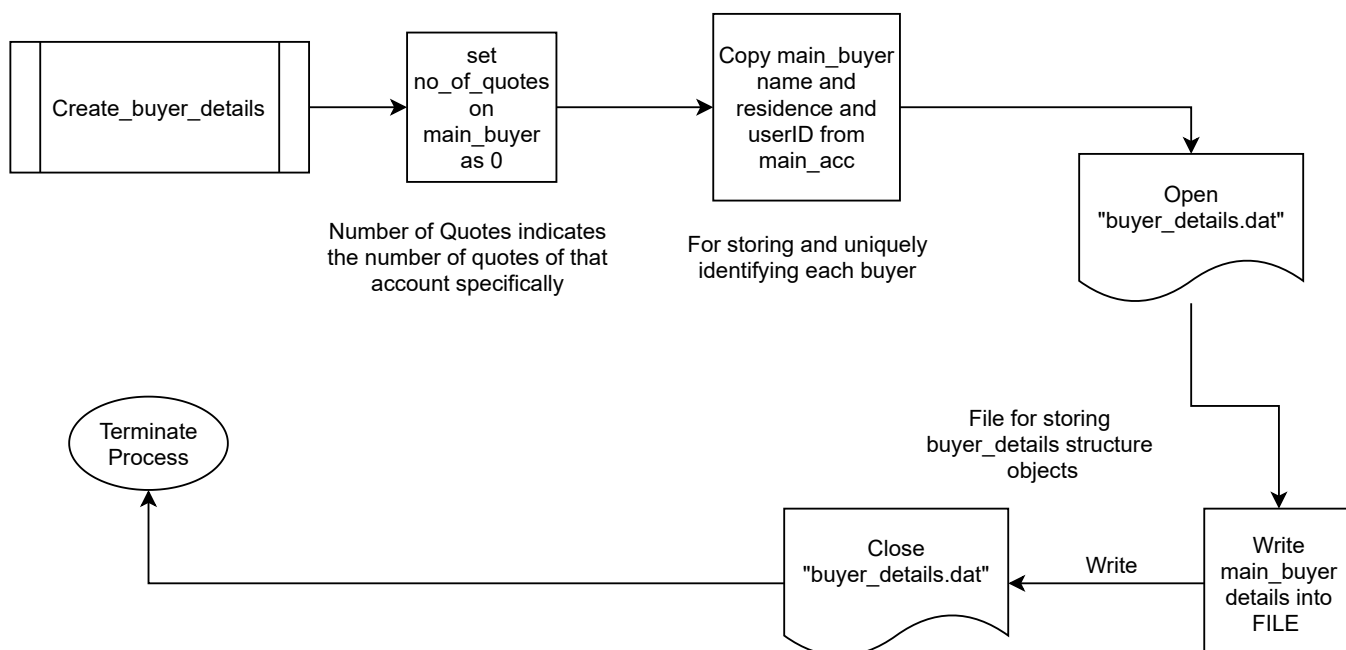 Create_buyer_details
set
no_of_quotes
on
main_buyer
as 0
Copy main_buyer
name and
residence and
userID from
main_acc
Open
"buyer_details.dat"
Number of Quotes indicates
the number of quotes of that
account specifically
For storing and uniquely
identifying each buyer
File for storing
buyer_details structure
objects
Terminate
Process
Close
"buyer_details.dat"
Write
Write
main_buyer
details into
FILE